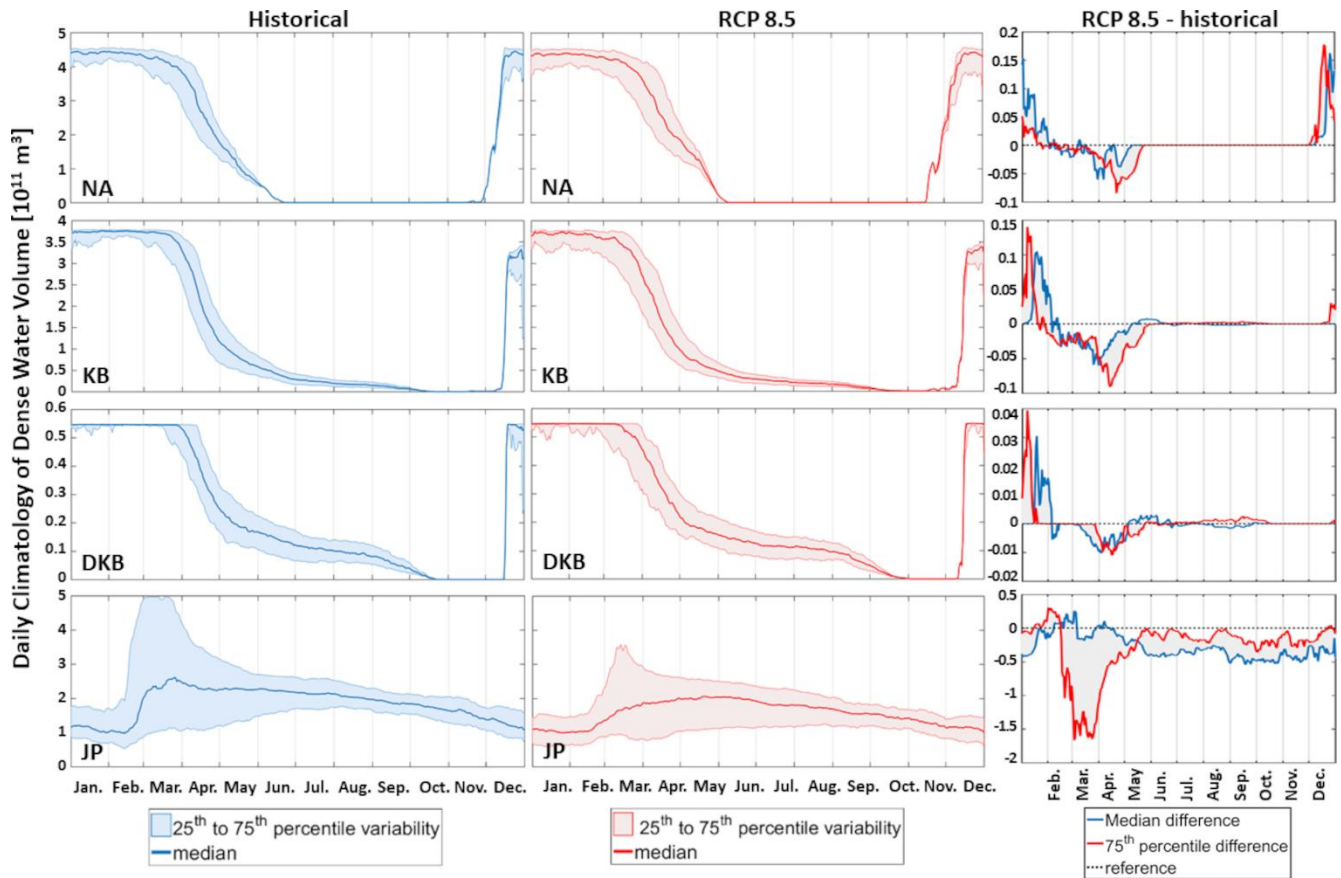 Historical
RCP 8.5
RCP 8.5 - historical
Daily Climatology of Dense Water Volume [10¹¹ m³]
5
4
3
2
1
0
NA
NA
0.2
0.15
0.1
0.05
0
-0.05
-0.1
4
3.5
3
2.5
2
1.5
1
0.5
0
KB
KB
0.15
0.10
0.05
0
-0.05
-0.1
0.6
0.5
0.4
0.3
0.2
0.1
0
DKB
DKB
0.04
0.03
0.02
0.01
0
-0.01
-0.02
5
4
3
2
1
0
JP
JP
0.5
0
-0.5
-1
-1.5
-2
Jan. Feb. Mar. Apr. May. Jun. Jul. Aug. Sep. Oct. Nov. Dec.
Jan. Feb. Mar. Apr. May. Jun. Jul. Aug. Sep. Oct. Nov. Dec.
Feb. Mar. Apr. May Jun. Jul. Aug. Sep. Oct. Nov. Dec.
25th to 75th percentile variability
median
25th to 75th percentile variability
median
Median difference
75th percentile difference
reference